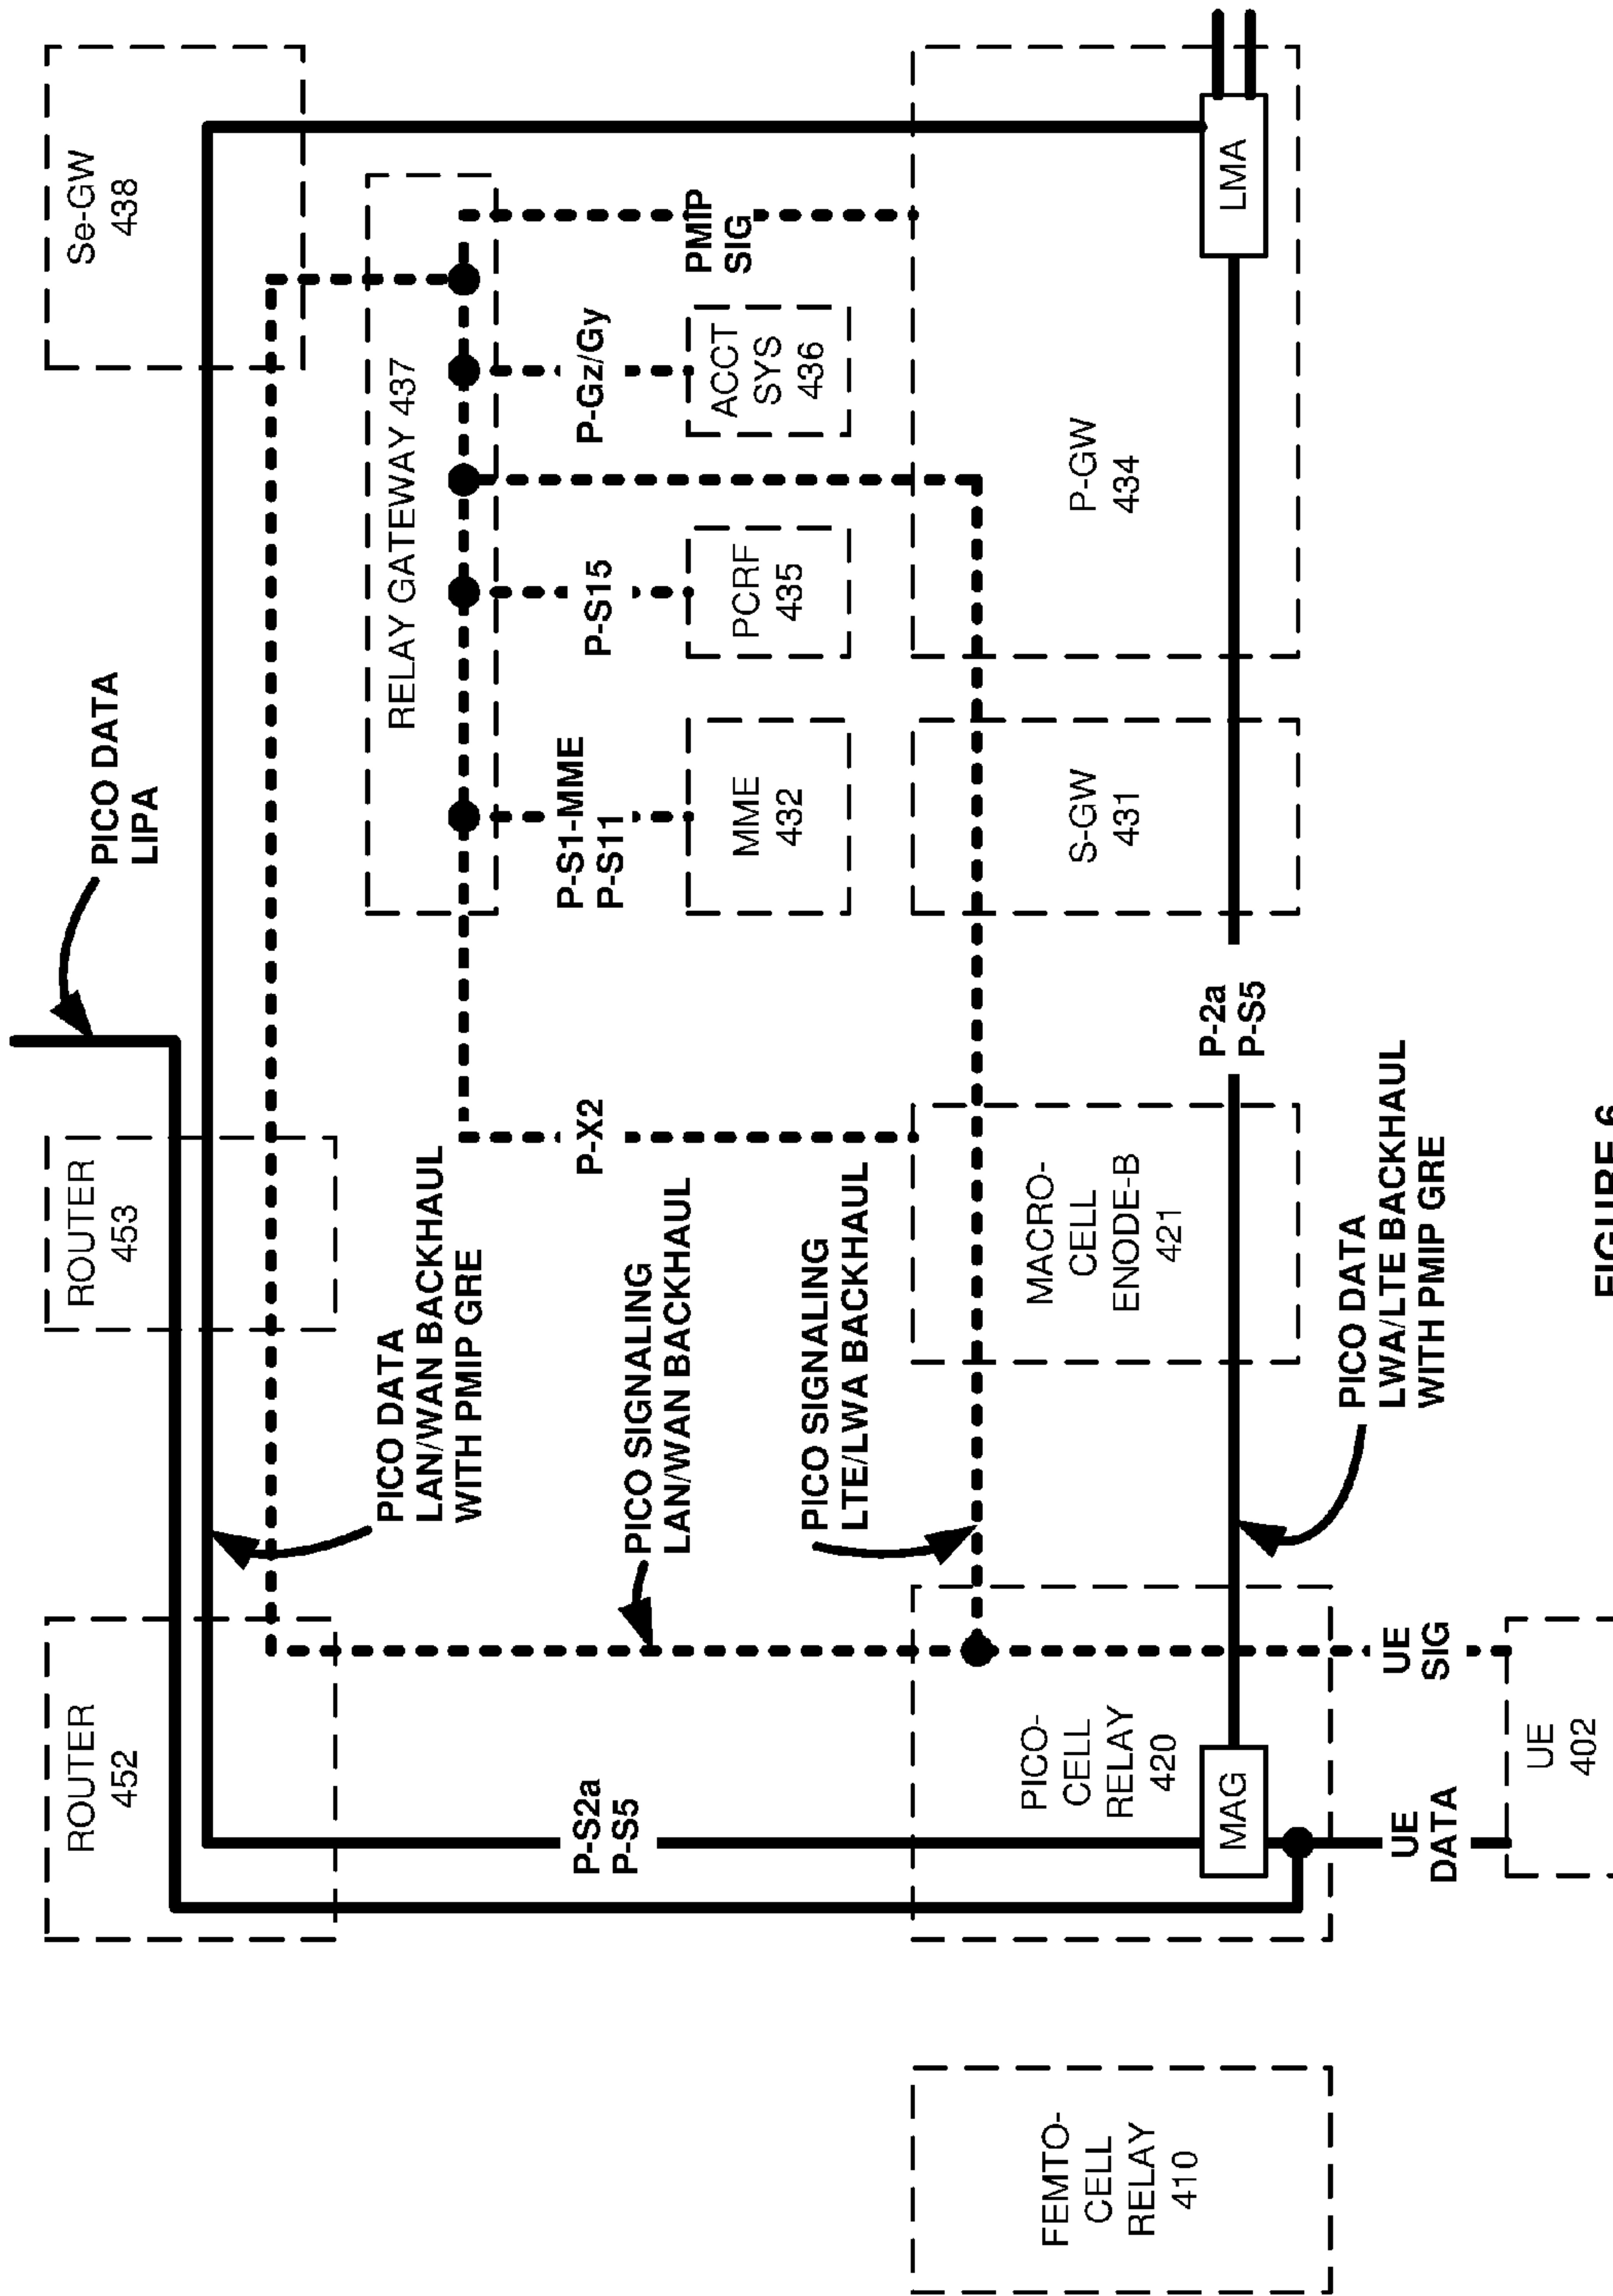 ROUTER
452
ROUTER
453
PICO DATA
LIPA
Se-GW
438
PICO DATA
LAN/WAN BACKHAUL
WITH PMIP GRE
RELAY GATEWAY 437
P-S2a
P-S5
PICO SIGNALING
LAN/WAN BACKHAUL
P-X2
P-S1-MME
P-S11
P-S15
P-Gz/Gy
PMIP
SIG
MME
432
PCRF
435
ACCT
SYS
436
PICO SIGNALING
LTE/LWA BACKHAUL
FEMTO-
CELL
RELAY
410
PICO-
CELL
RELAY
420
MACRO-
CELL
ENODE-B
421
S-GW
431
P-GW
434
MAG
P-2a
P-S5
LMA
UE
DATA
UE
SIG
PICO DATA
LWA/LTE BACKHAUL
WITH PMIP GRE
UE
402
FIGURE 6